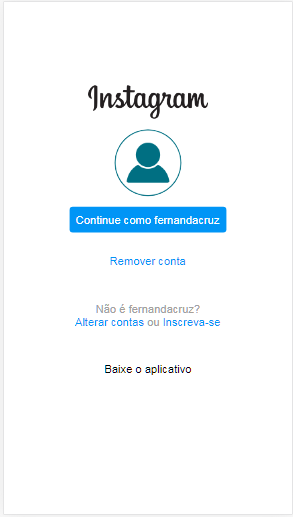 Instagram
Continue como fernandacruz
Remover conta
Não é fernandacruz?
Alterar contas ou Inscreva-se
Baixe o aplicativo